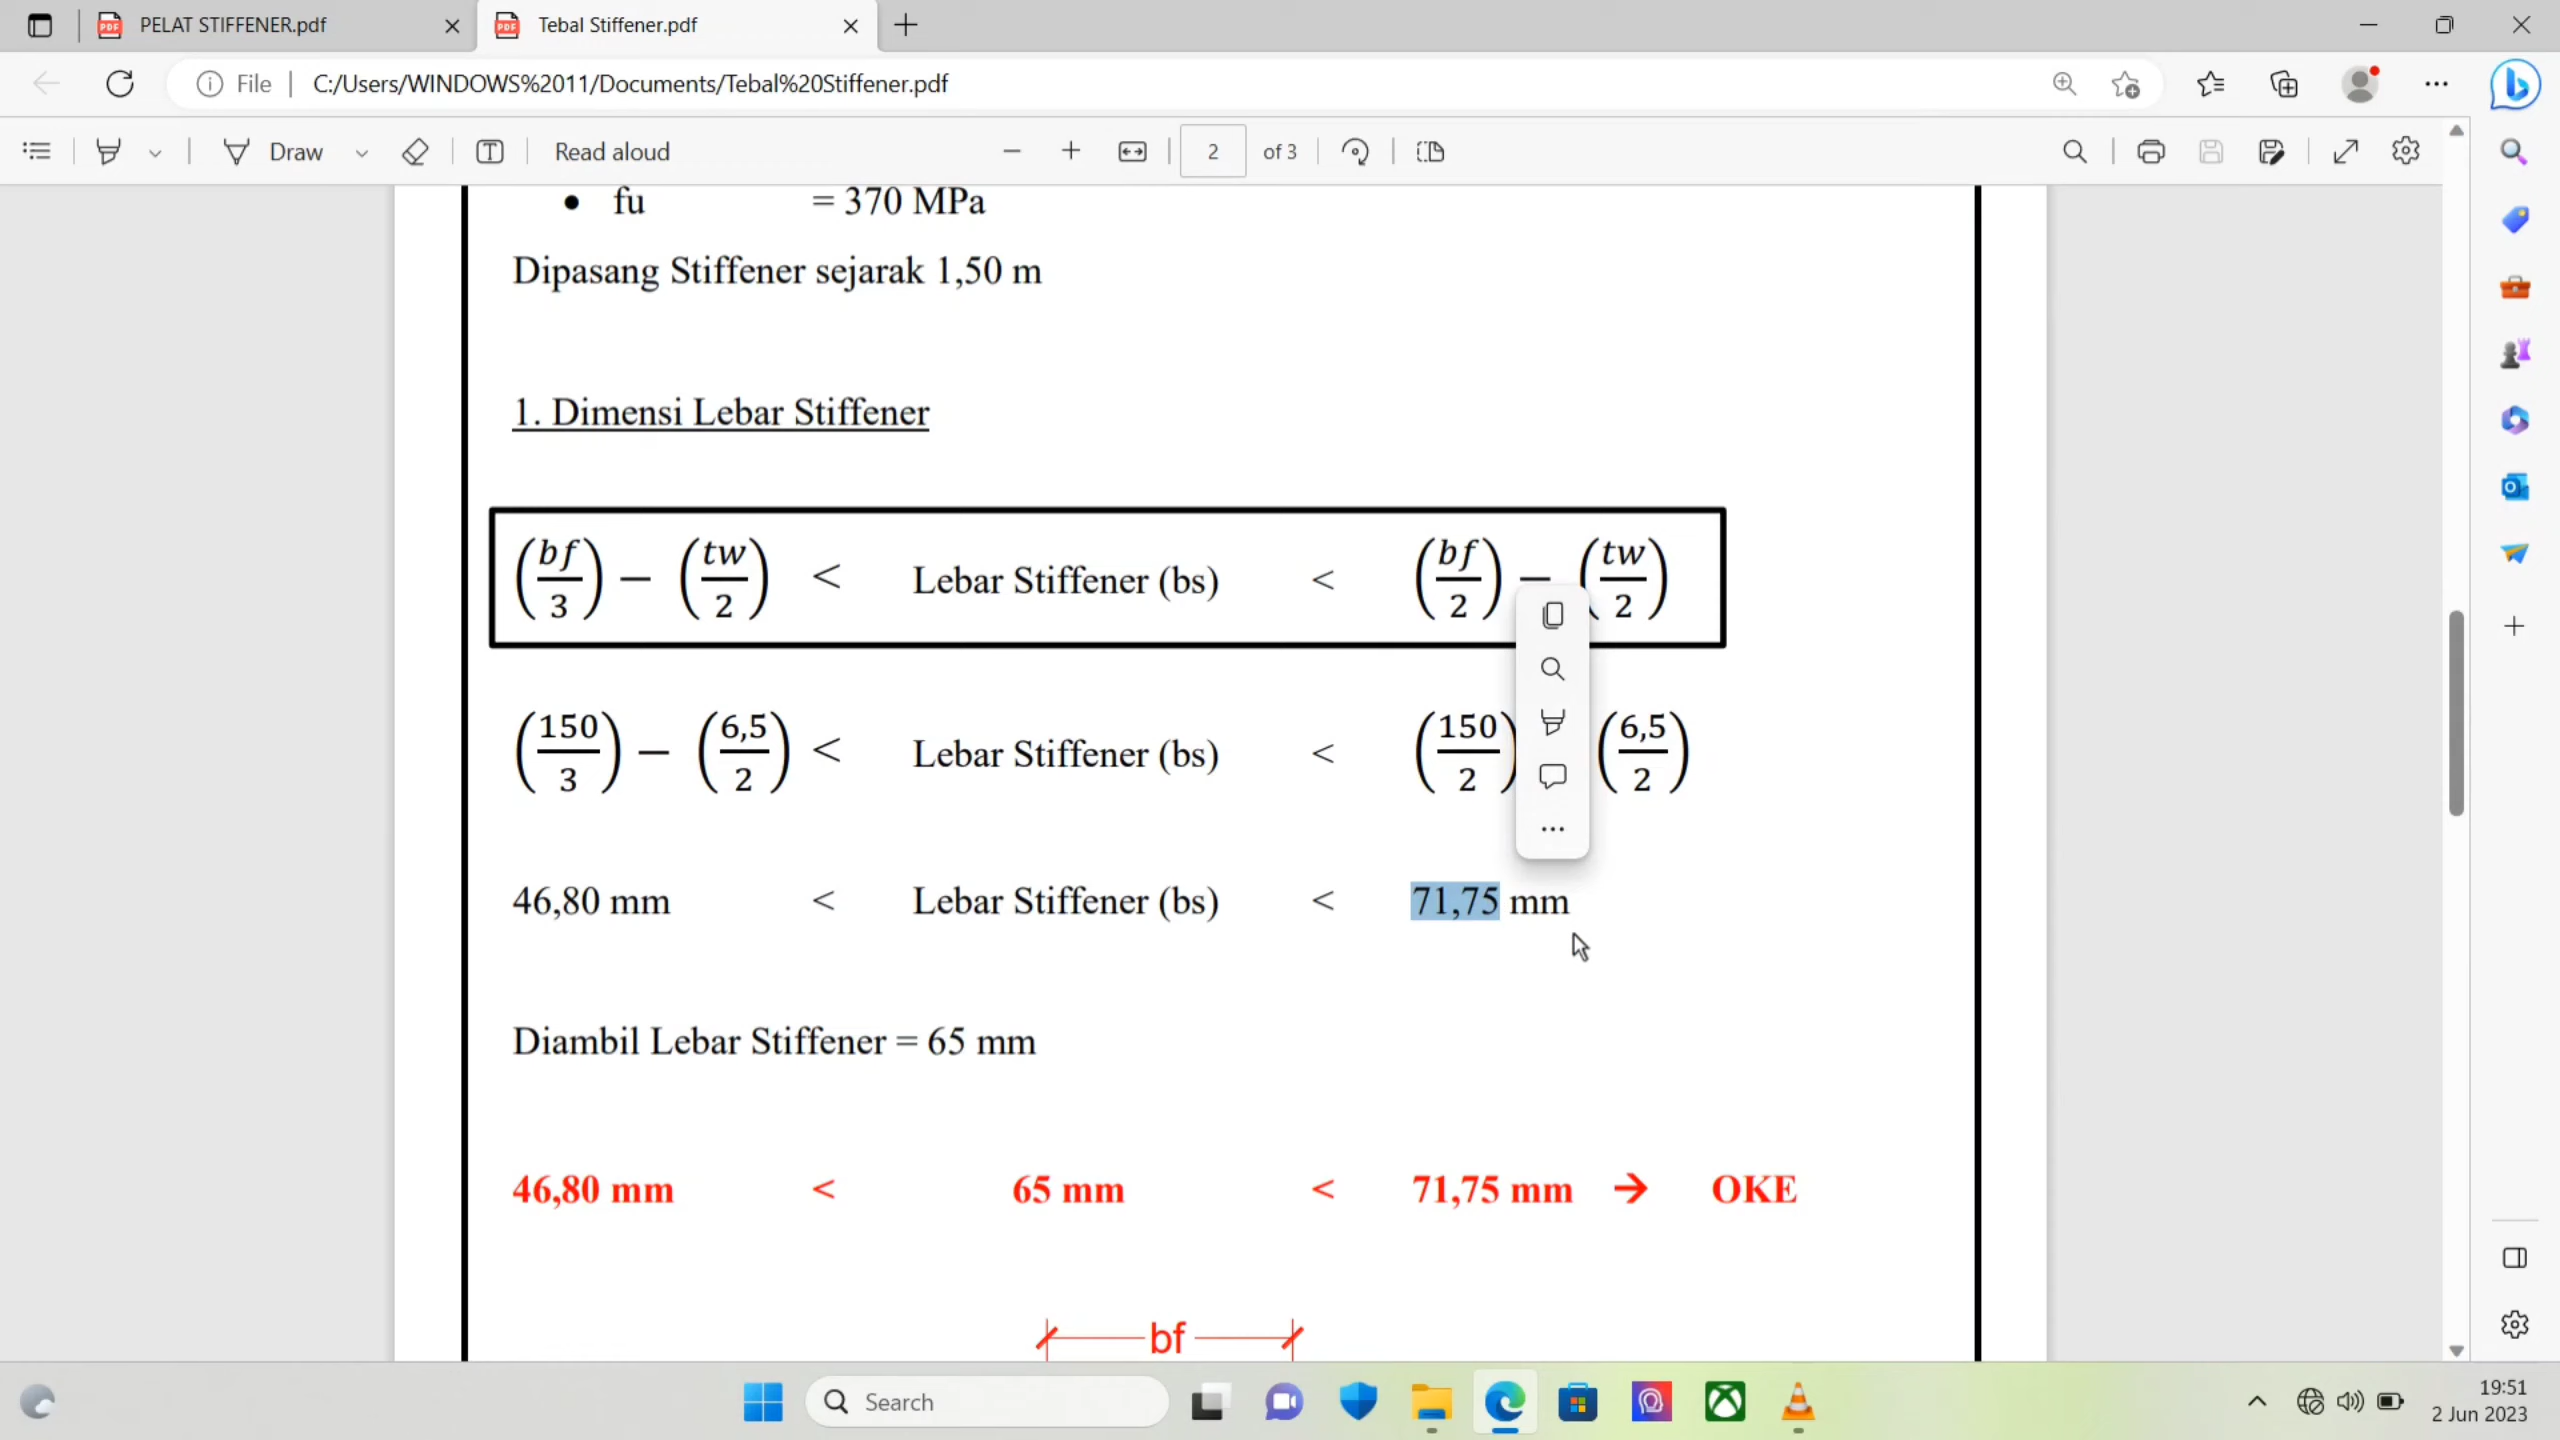 PELAT STIFFENER.pdf
Tebal Stiffener.pdf
File
C:/Users/WINDOWS%2011/Documents/Tebal%20Stiffener.pdf
Draw
Read aloud
2 of 3
• fu = 370 MPa
Dipasang Stiffener sejarak 1,50 m
1. Dimensi Lebar Stiffener
(bf/3) − (tw/2) < Lebar Stiffener (bs) < (bf/2) − (tw/2)
(150/3) − (6,5/2) < Lebar Stiffener (bs) < (150/2) (6,5/2)
46,80 mm < Lebar Stiffener (bs) < 71,75 mm
Diambil Lebar Stiffener = 65 mm
46,80 mm < 65 mm < 71,75 mm → OKE
bf
Search
19:51
2 Jun 2023